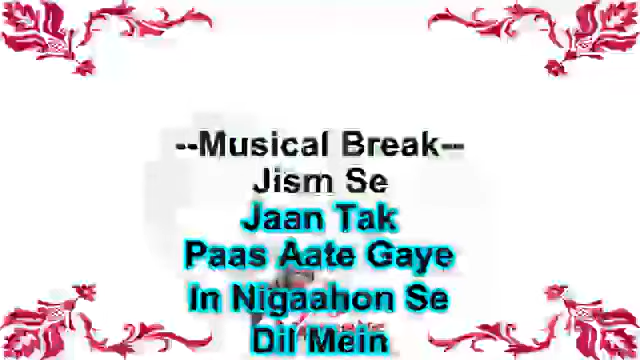 --Musical Break--
Jism Se
Jaan Tak
Paas Aate Gaye
In Nigaahon Se
Dil Mein